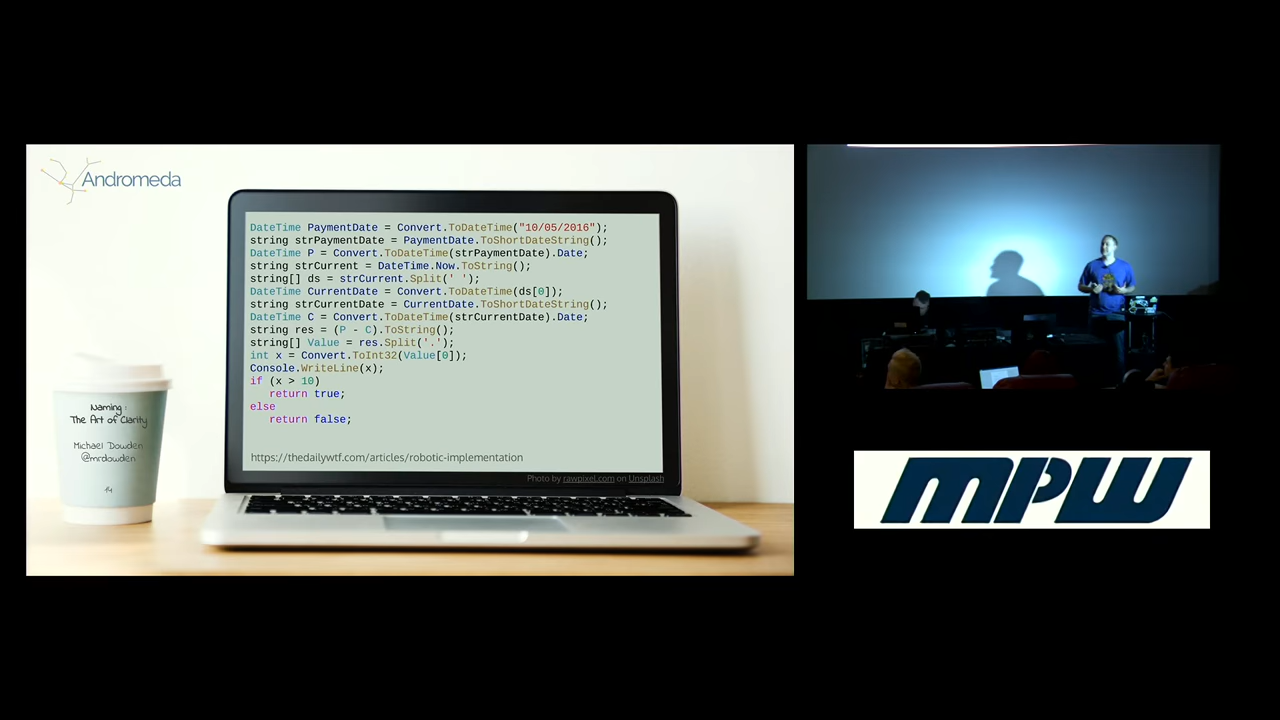 Andromeda
DateTime PaymentDate = Convert.ToDateTime("10/05/2016");
string strPaymentDate = PaymentDate.ToShortDateString();
DateTime P = Convert.ToDateTime(strPaymentDate).Date;
string strCurrent = DateTime.Now.ToString();
string[] ds = strCurrent.Split(' ');
DateTime CurrentDate = Convert.ToDateTime(ds[0]);
string strCurrentDate = CurrentDate.ToShortDateString();
DateTime C = Convert.ToDateTime(strCurrentDate).Date;
string res = (P - C).ToString();
string[] Value = res.Split('.');
int x = Convert.ToInt32(Value[0]);
Console.WriteLine(x);
if (x > 10)
   return true;
else
   return false;
https://thedailywtf.com/articles/robotic-implementation
Photo by rawpixel.com on Unsplash
Naming:
The Art of Clarity
Michael Dowden
@mrdowden
14
MPW